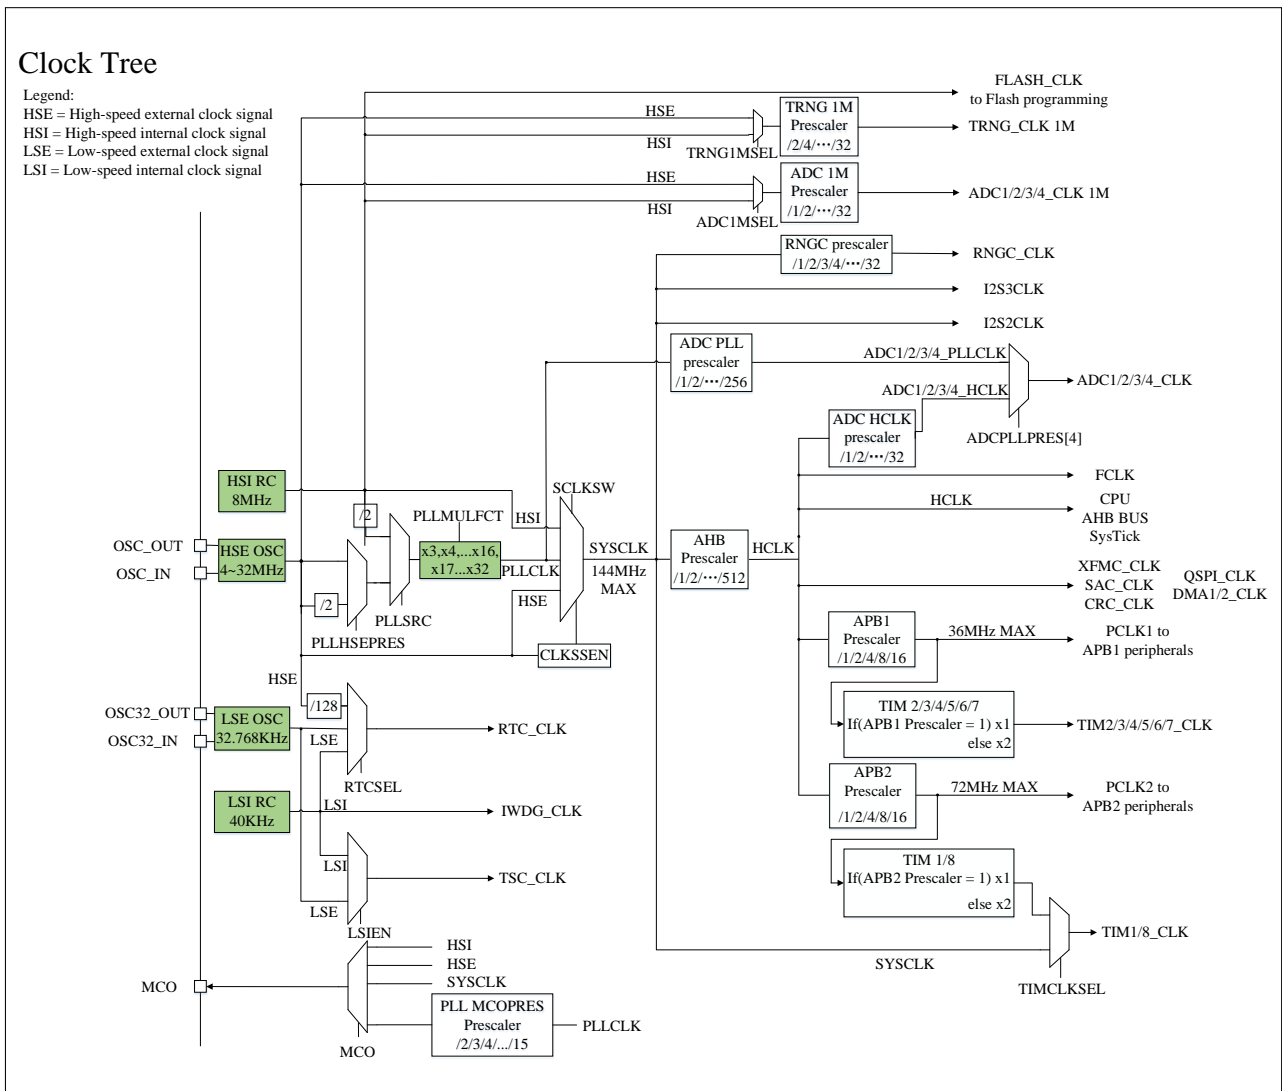 Clock Tree
Legend:
HSE = High-speed external clock signal
HSI = High-speed internal clock signal
LSE = Low-speed external clock signal
LSI = Low-speed internal clock signal
FLASH_CLK
to Flash programming
HSE
HSI
TRNG1MSEL
TRNG 1M
Prescaler
/2/4/···/32
TRNG_CLK 1M
HSE
HSI
ADC1MSEL
ADC 1M
Prescaler
/1/2/···/32
ADC1/2/3/4_CLK 1M
RNGC prescaler
/1/2/3/4/···/32
RNGC_CLK
I2S3CLK
I2S2CLK
ADC PLL
prescaler
/1/2/···/256
ADC1/2/3/4_PLLCLK
ADC1/2/3/4_HCLK
ADC1/2/3/4_CLK
ADCPLLPRES[4]
ADC HCLK
prescaler
/1/2/···/32
FCLK
HCLK
CPU
AHB BUS
SysTick
HSI RC
8MHz
/2
PLLMULFCT
HSI
SCLKSW
OSC_OUT
OSC_IN
HSE OSC
4~32MHz
x3,x4,...x16,
x17...x32
PLLCLK
HSE
SYSCLK
144MHz
MAX
AHB
Prescaler
/1/2/···/512
HCLK
XFMC_CLK
SAC_CLK
CRC_CLK
QSPI_CLK
DMA1/2_CLK
/2
PLLHSEPRES
PLLSRC
CLKSSEN
APB1
Prescaler
/1/2/4/8/16
36MHz MAX
PCLK1 to
APB1 peripherals
HSE
/128
OSC32_OUT
OSC32_IN
LSE OSC
32.768KHz
LSE
RTC_CLK
RTCSEL
TIM 2/3/4/5/6/7
If(APB1 Prescaler = 1) x1
else x2
TIM2/3/4/5/6/7_CLK
LSI RC
40KHz
LSI
IWDG_CLK
APB2
Prescaler
/1/2/4/8/16
72MHz MAX
PCLK2 to
APB2 peripherals
LSI
LSE
TSC_CLK
LSIEN
TIM 1/8
If(APB2 Prescaler = 1) x1
else x2
TIM1/8_CLK
SYSCLK
TIMCLKSEL
HSI
HSE
SYSCLK
MCO
PLL MCOPRES
Prescaler
/2/3/4/.../15
PLLCLK
MCO